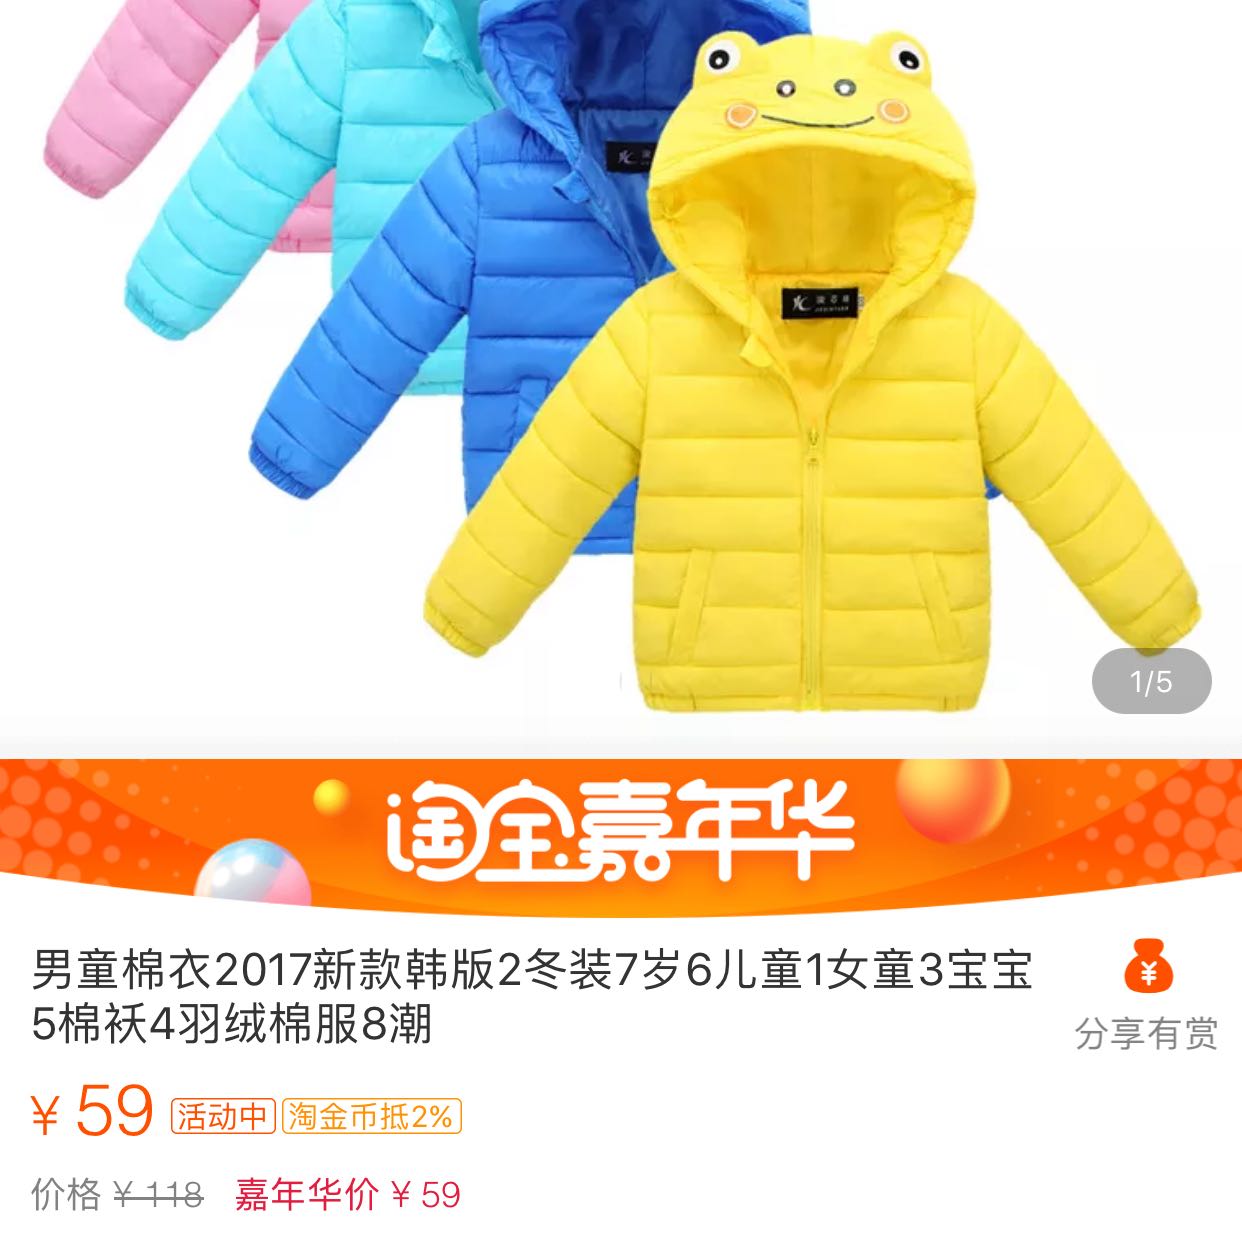 1/5
淘宝嘉年华
男童棉衣2017新款韩版2冬装7岁6儿童1女童3宝宝
5棉袄4羽绒棉服8潮
分享有赏
¥ 59 活动中 淘金币抵2%
价格 ¥ 118 嘉年华价 ¥ 59